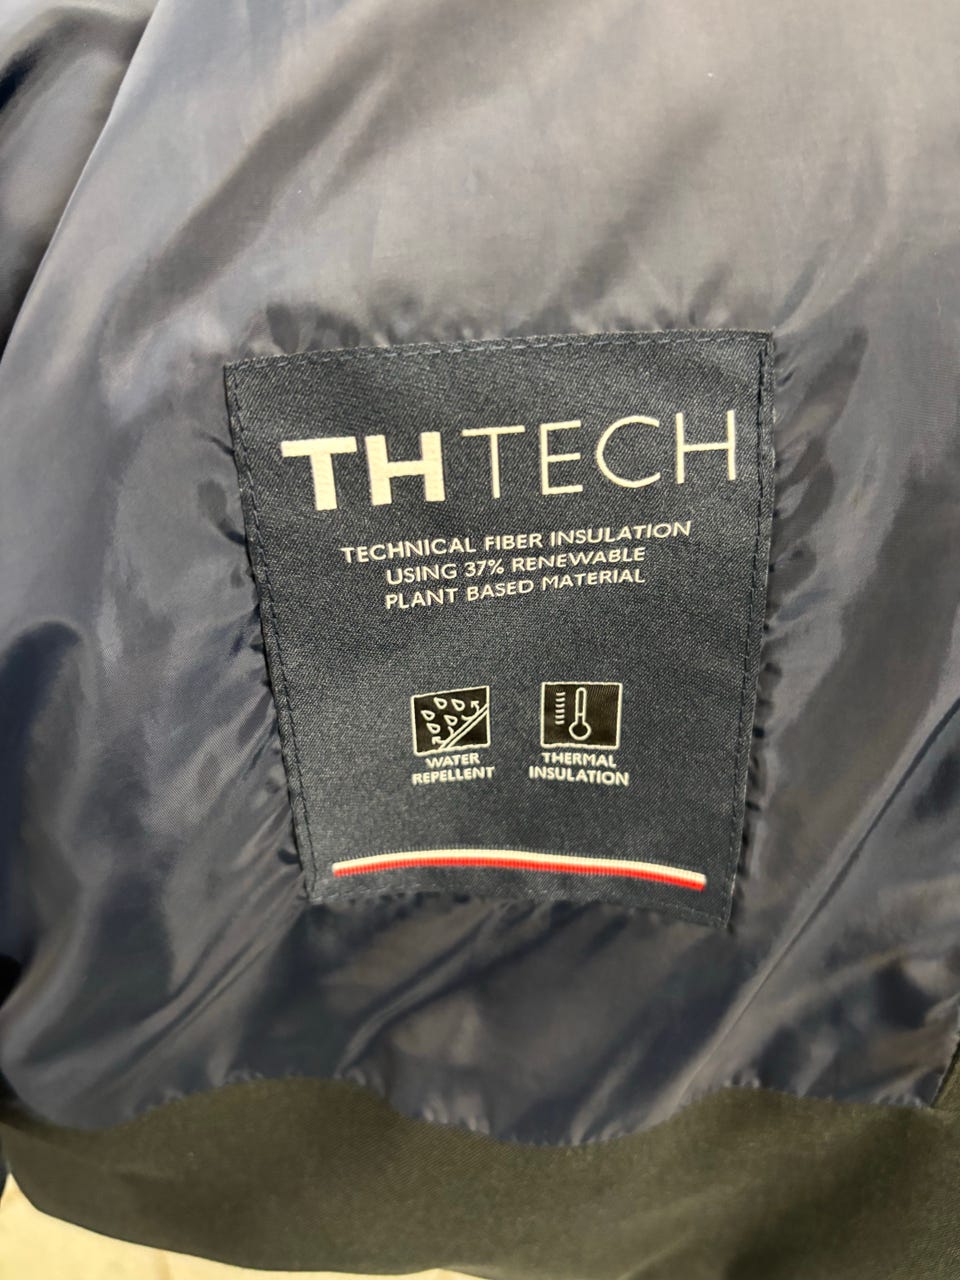 TH TECH
TECHNICAL FIBER INSULATION
USING 37% RENEWABLE
PLANT BASED MATERIAL
WATER
REPELLENT
THERMAL
INSULATION